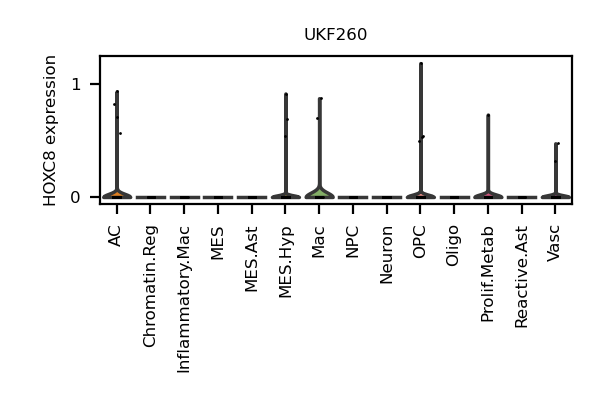 UKF260
HOXC8 expression
1
0
AC
Chromatin.Reg
Inflammatory.Mac
MES
MES.Ast
MES.Hyp
Mac
NPC
Neuron
OPC
Oligo
Prolif.Metab
Reactive.Ast
Vasc